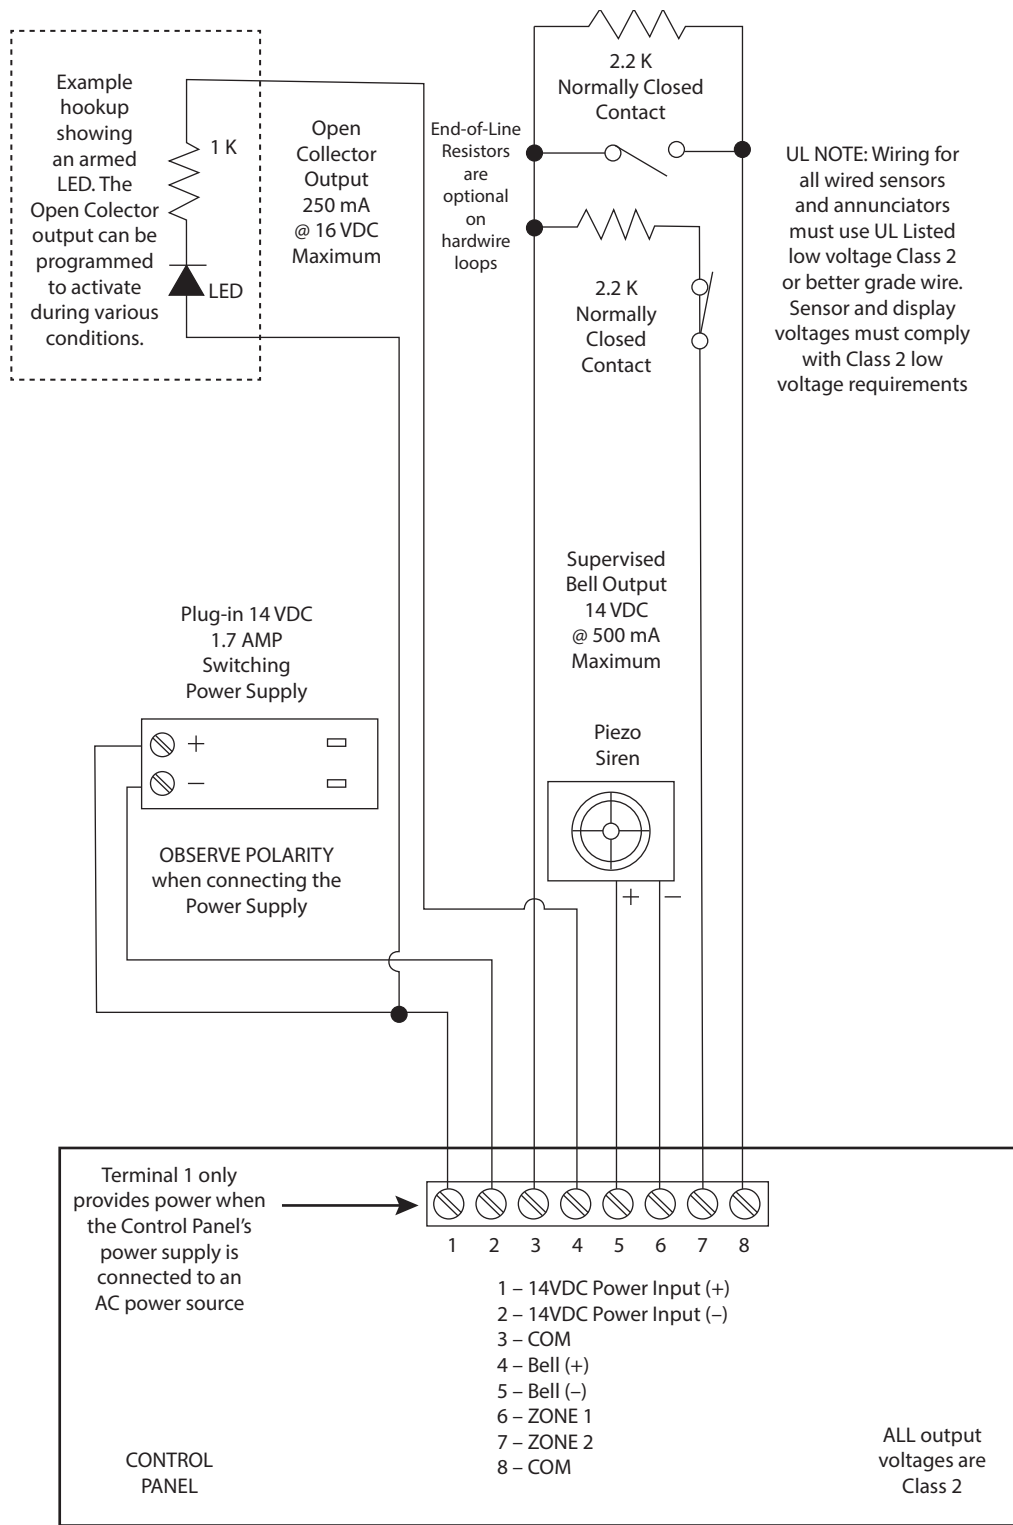 Example
hookup
showing
an armed
LED. The
Open Colector
output can be
programmed
to activate
during various
conditions.
1 K
LED
Open
Collector
Output
250 mA
@ 16 VDC
Maximum
End-of-Line
Resistors
are
optional
on
hardwire
loops
2.2 K
Normally Closed
Contact
2.2 K
Normally
Closed
Contact
UL NOTE: Wiring for
all wired sensors
and annunciators
must use UL Listed
low voltage Class 2
or better grade wire.
Sensor and display
voltages must comply
with Class 2 low
voltage requirements
Supervised
Bell Output
14 VDC
@ 500 mA
Maximum
Plug-in 14 VDC
1.7 AMP
Switching
Power Supply
+
–
OBSERVE POLARITY
when connecting the
Power Supply
Piezo
Siren
+ –
Terminal 1 only
provides power when
the Control Panel’s
power supply is
connected to an
AC power source
1 2 3 4 5 6 7 8
1 – 14VDC Power Input (+)
2 – 14VDC Power Input (–)
3 – COM
4 – Bell (+)
5 – Bell (–)
6 – ZONE 1
7 – ZONE 2
8 – COM
CONTROL
PANEL
ALL output
voltages are
Class 2